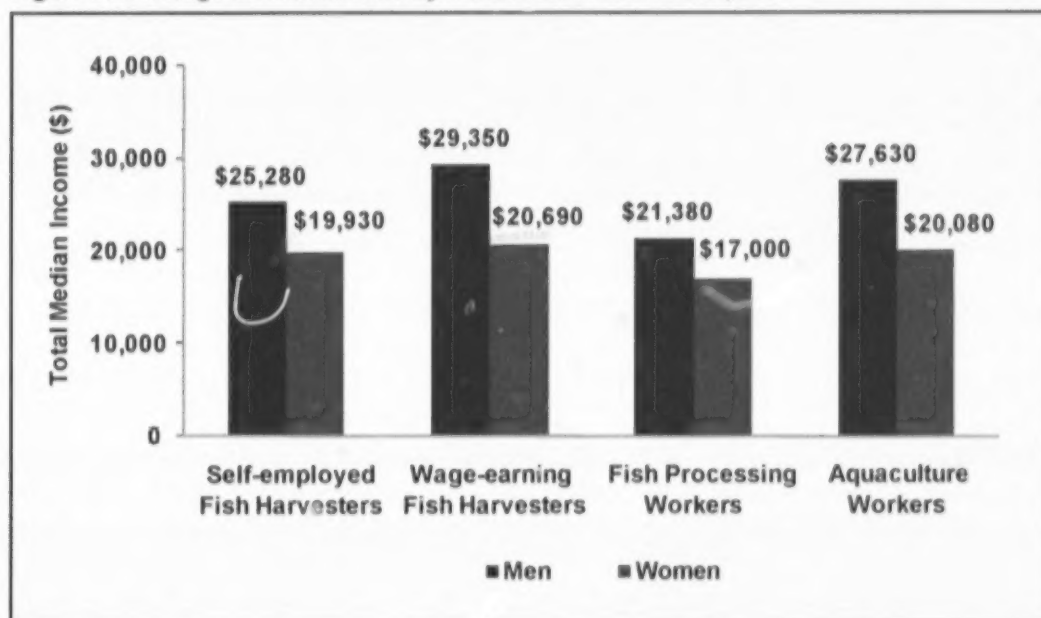 40,000
30,000
20,000
10,000
0
Total Median Income ($)
$25,280
$19,930
$29,350
$20,690
$21,380
$17,000
$27,630
$20,080
Self-employed
Fish Harvesters
Wage-earning
Fish Harvesters
Fish Processing
Workers
Aquaculture
Workers
Men
Women